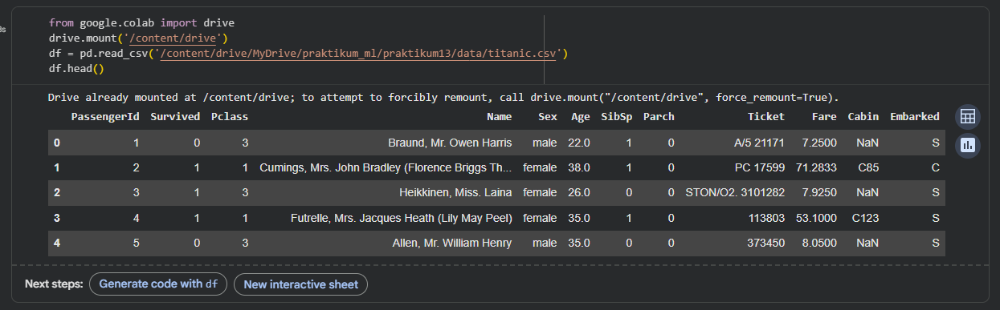 8s
from google.colab import drive
drive.mount('/content/drive')
df = pd.read_csv('/content/drive/MyDrive/praktikum_ml/praktikum13/data/titanic.csv')
df.head()
Drive already mounted at /content/drive; to attempt to forcibly remount, call drive.mount("/content/drive", force_remount=True).
PassengerId Survived Pclass Name Sex Age SibSp Parch Ticket Fare Cabin Embarked
0 1 0 3 Braund, Mr. Owen Harris male 22.0 1 0 A/5 21171 7.2500 NaN S
1 2 1 1 Cumings, Mrs. John Bradley (Florence Briggs Th... female 38.0 1 0 PC 17599 71.2833 C85 C
2 3 1 3 Heikkinen, Miss. Laina female 26.0 0 0 STON/O2. 3101282 7.9250 NaN S
3 4 1 1 Futrelle, Mrs. Jacques Heath (Lily May Peel) female 35.0 1 0 113803 53.1000 C123 S
4 5 0 3 Allen, Mr. William Henry male 35.0 0 0 373450 8.0500 NaN S
Next steps: Generate code with df New interactive sheet